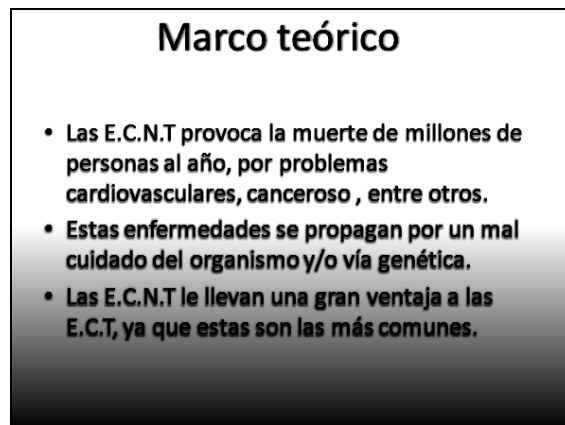 Marco teórico
• Las E.C.N.T provoca la muerte de millones de
personas al año, por problemas
cardiovasculares, canceroso , entre otros.
• Estas enfermedades se propagan por un mal
cuidado del organismo y/o vía genética.
• Las E.C.N.T le llevan una gran ventaja a las
E.C.T, ya que estas son las más comunes.